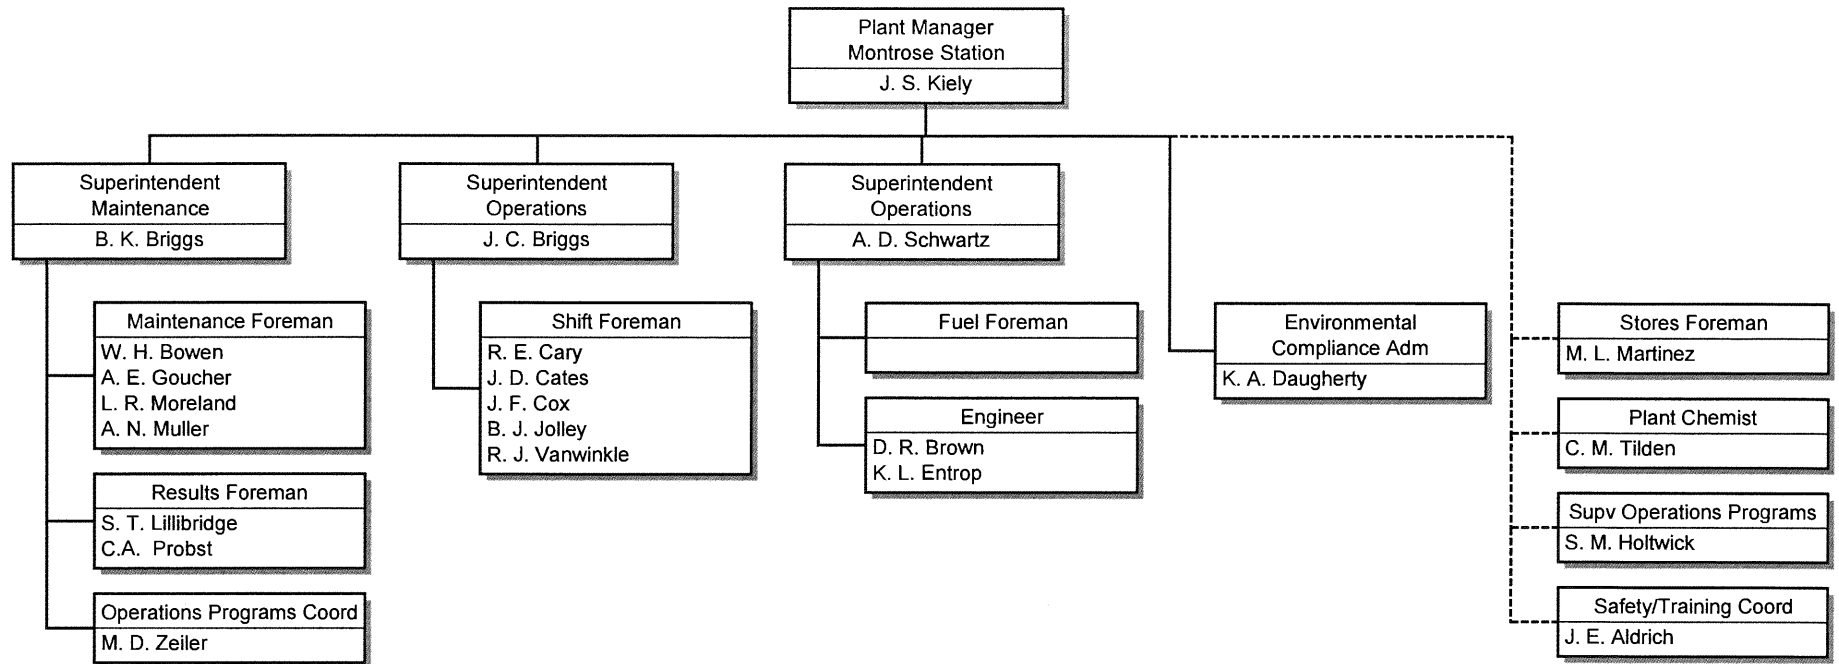 Plant Manager
Montrose Station
J. S. Kiely
Superintendent
Maintenance
B. K. Briggs
Superintendent
Operations
J. C. Briggs
Superintendent
Operations
A. D. Schwartz
Maintenance Foreman
W. H. Bowen
A. E. Goucher
L. R. Moreland
A. N. Muller
Results Foreman
S. T. Lillibridge
C.A.  Probst
Operations Programs Coord
M. D. Zeiler
Shift Foreman
R. E. Cary
J. D. Cates
J. F. Cox
B. J. Jolley
R. J. Vanwinkle
Fuel Foreman
Engineer
D. R. Brown
K. L. Entrop
Environmental
Compliance Adm
K. A. Daugherty
Stores Foreman
M. L. Martinez
Plant Chemist
C. M. Tilden
Supv Operations Programs
S. M. Holtwick
Safety/Training Coord
J. E. Aldrich